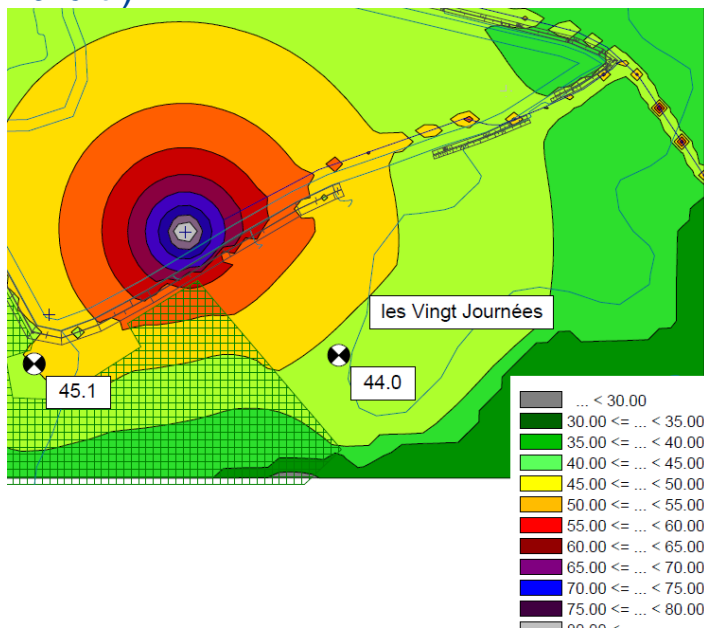 les Vingt Journées
45.1
44.0
... < 30.00
30.00 <= ... < 35.00
35.00 <= ... < 40.00
40.00 <= ... < 45.00
45.00 <= ... < 50.00
50.00 <= ... < 55.00
55.00 <= ... < 60.00
60.00 <= ... < 65.00
65.00 <= ... < 70.00
70.00 <= ... < 75.00
75.00 <= ... < 80.00